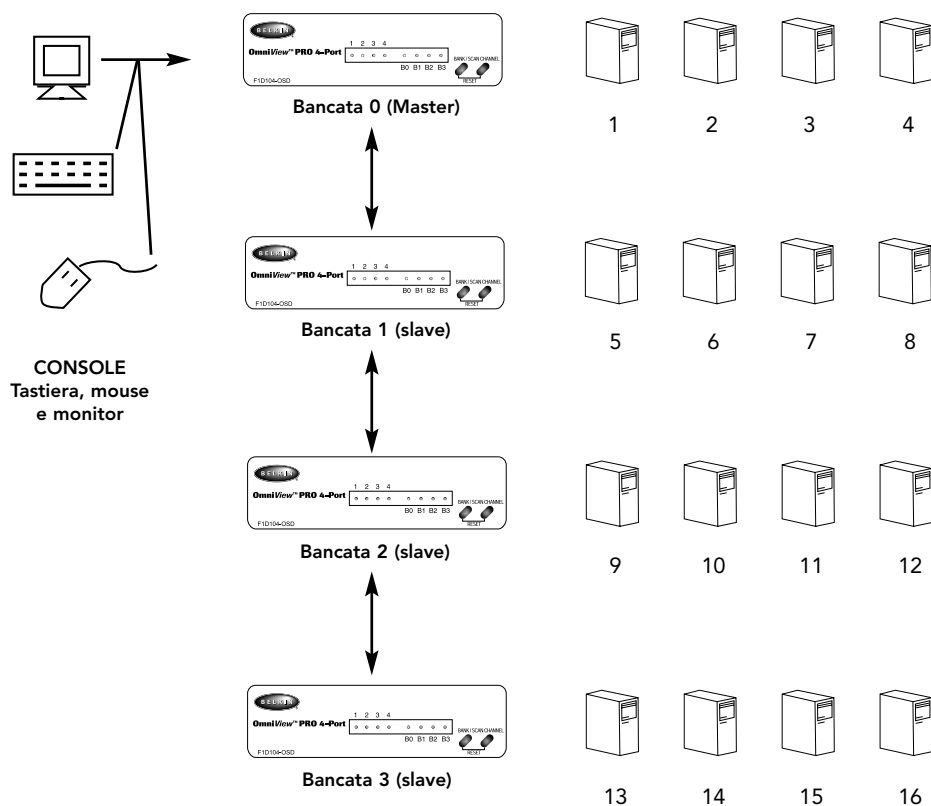 BELKIN
OmniView™ PRO 4-Port
1 2 3 4
B0 B1 B2 B3
BANK / SCAN CHANNEL
RESET
F1D104-OSD
Bancata 0 (Master)
1 2 3 4
BELKIN
OmniView™ PRO 4-Port
1 2 3 4
B0 B1 B2 B3
BANK / SCAN CHANNEL
RESET
F1D104-OSD
Bancata 1 (slave)
5 6 7 8
CONSOLE
Tastiera, mouse
e monitor
BELKIN
OmniView™ PRO 4-Port
1 2 3 4
B0 B1 B2 B3
BANK / SCAN CHANNEL
RESET
F1D104-OSD
Bancata 2 (slave)
9 10 11 12
BELKIN
OmniView™ PRO 4-Port
1 2 3 4
B0 B1 B2 B3
BANK / SCAN CHANNEL
RESET
F1D104-OSD
Bancata 3 (slave)
13 14 15 16